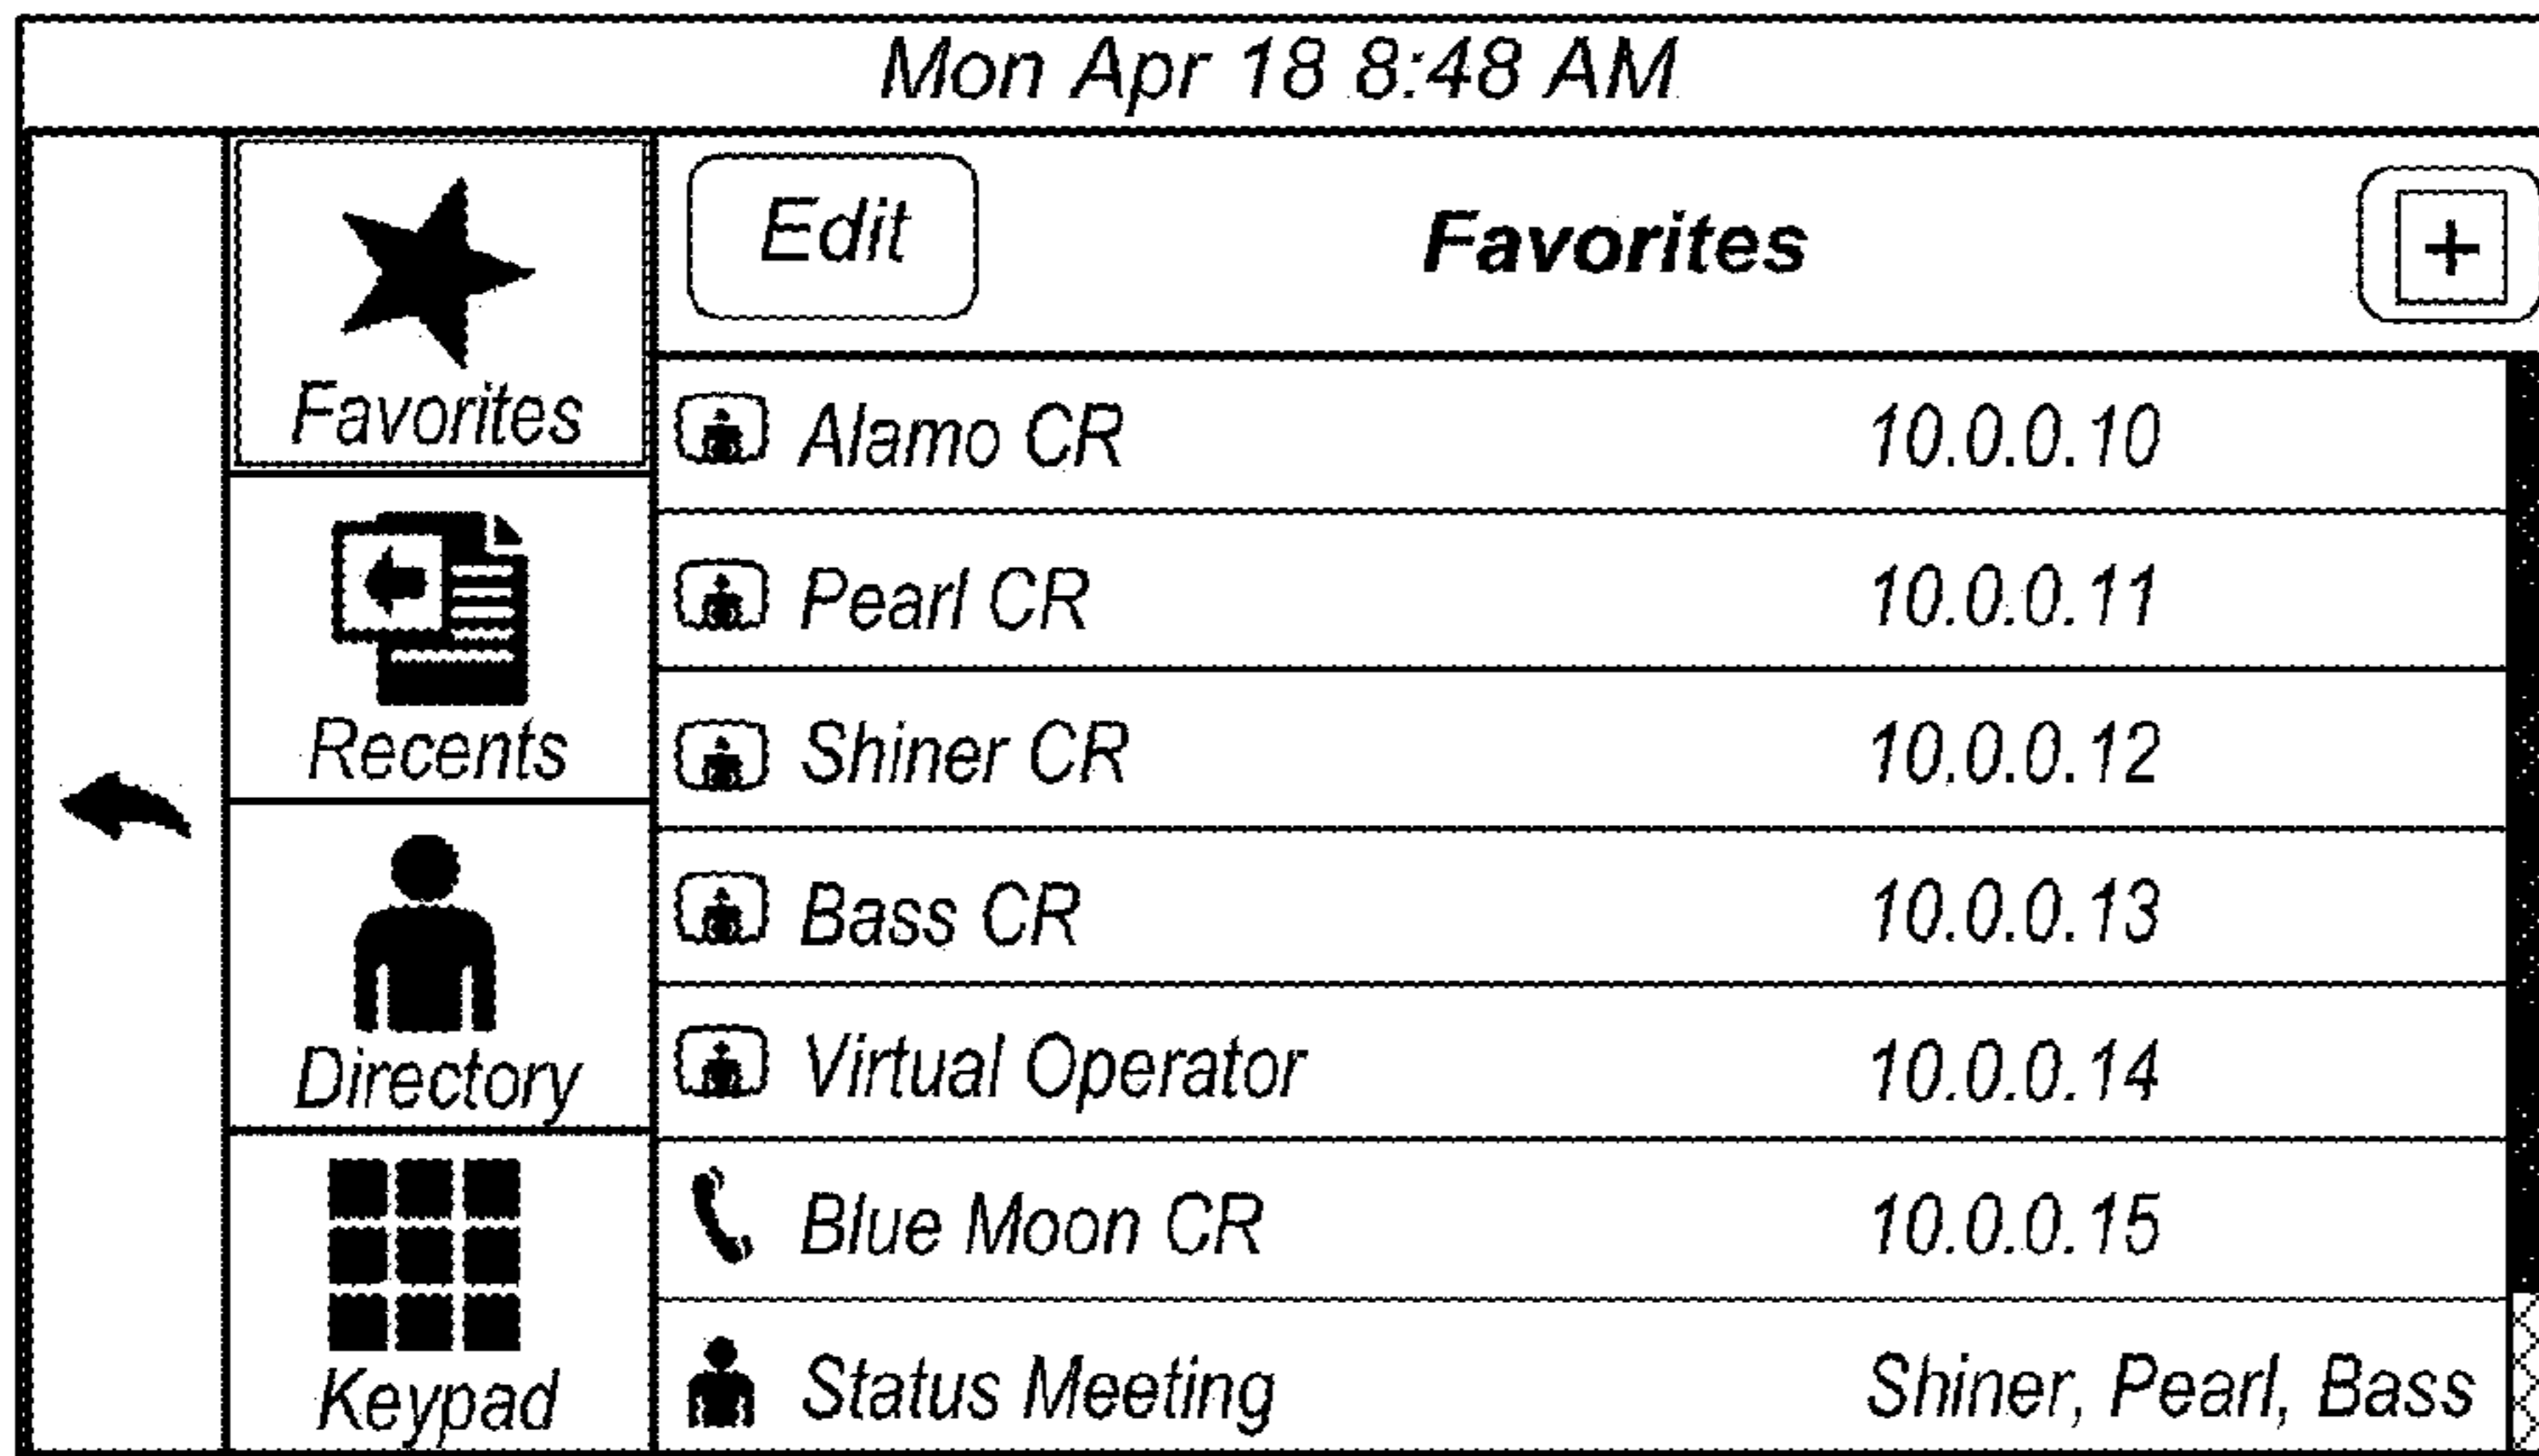 Mon Apr 18 8:48 AM
Favorites
Recents
Directory
Keypad
Edit
Favorites
+
Alamo CR 10.0.0.10
Pearl CR 10.0.0.11
Shiner CR 10.0.0.12
Bass CR 10.0.0.13
Virtual Operator 10.0.0.14
Blue Moon CR 10.0.0.15
Status Meeting Shiner, Pearl, Bass